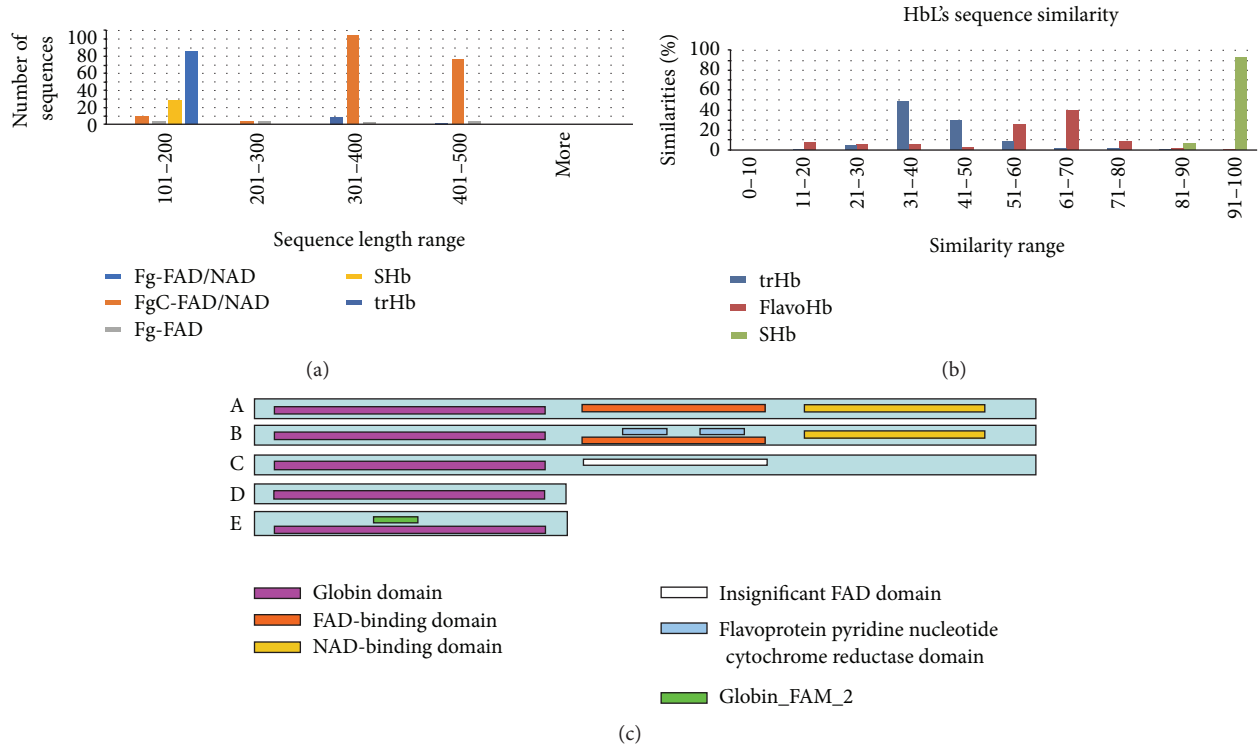 Number of
sequences
100
80
60
40
20
0
101–200
201–300
301–400
401–500
More
Sequence length range
Fg-FAD/NAD
FgC-FAD/NAD
Fg-FAD
SHb
trHb
(a)
HbL's sequence similarity
Similarities (%)
100
80
60
40
20
0
0–10
11–20
21–30
31–40
41–50
51–60
61–70
71–80
81–90
91–100
Similarity range
trHb
FlavoHb
SHb
(b)
A
B
C
D
E
Globin domain
FAD-binding domain
NAD-binding domain
Insignificant FAD domain
Flavoprotein pyridine nucleotide
cytochrome reductase domain
Globin_FAM_2
(c)